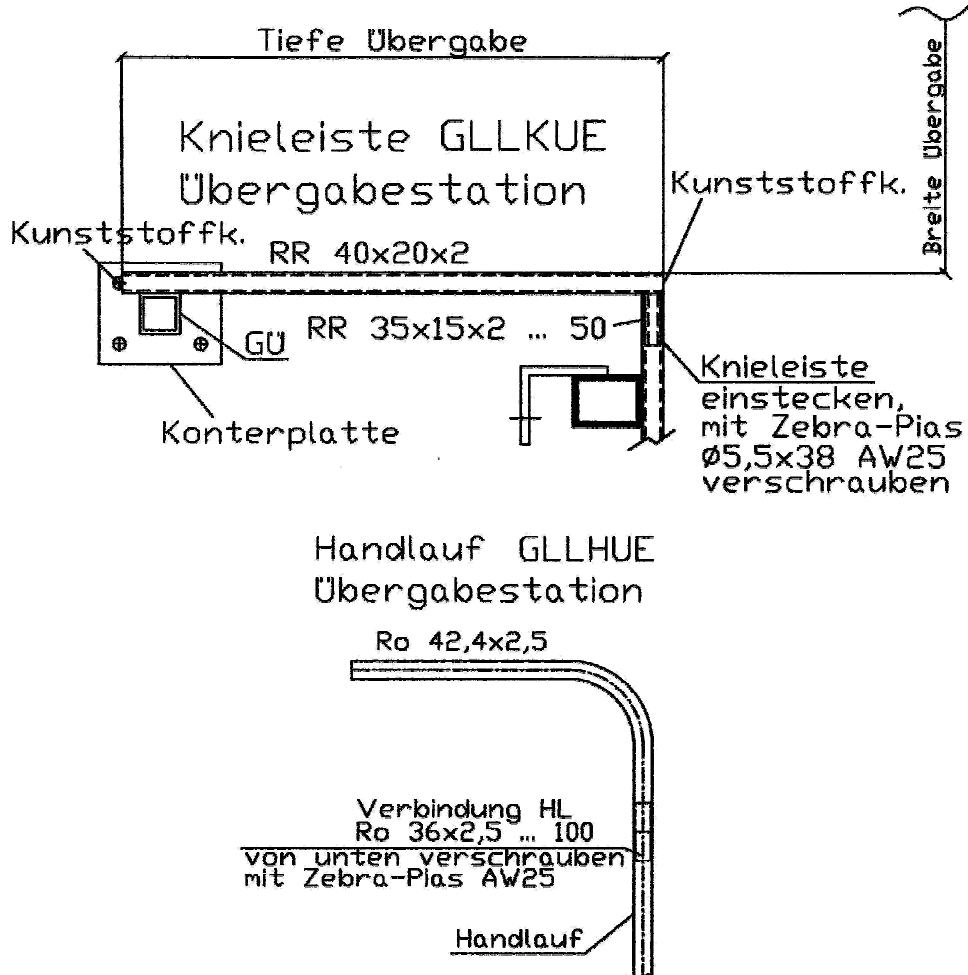 Tiefe Übergabe
Breite Übergabe
Knieleiste GLLKUE
Übergabestation
Kunststoffk.
Kunststoffk.
RR 40x20x2
RR 35x15x2 ... 50
GÜ
Konterplatte
Knieleiste
einstecken,
mit Zebra-Pias
Ø5,5x38 AW25
verschrauben
Handlauf GLLHUE
Übergabestation
Ro 42,4x2,5
Verbindung HL
Ro 36x2,5 ... 100
von unten verschrauben
mit Zebra-Pias AW25
Handlauf